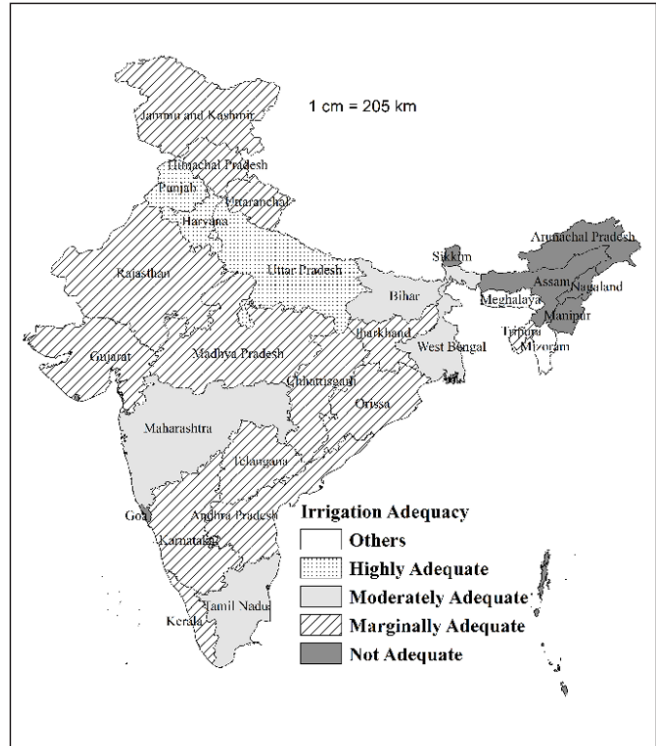 1 cm = 205 km
Jammu and Kashmir
Himachal Pradesh
Punjab
Uttaranchal
Haryana
Rajasthan
Uttar Pradesh
Sikkim
Arunachal Pradesh
Assam
Nagaland
Meghalaya
Manipur
Bihar
Tripura
Mizoram
Jharkhand
West Bengal
Gujarat
Madhya Pradesh
Chhattisgarh
Orissa
Maharashtra
Telangana
Goa
Andhra Pradesh
Karnataka
Tamil Nadu
Kerala
Irrigation Adequacy
Others
Highly Adequate
Moderately Adequate
Marginally Adequate
Not Adequate